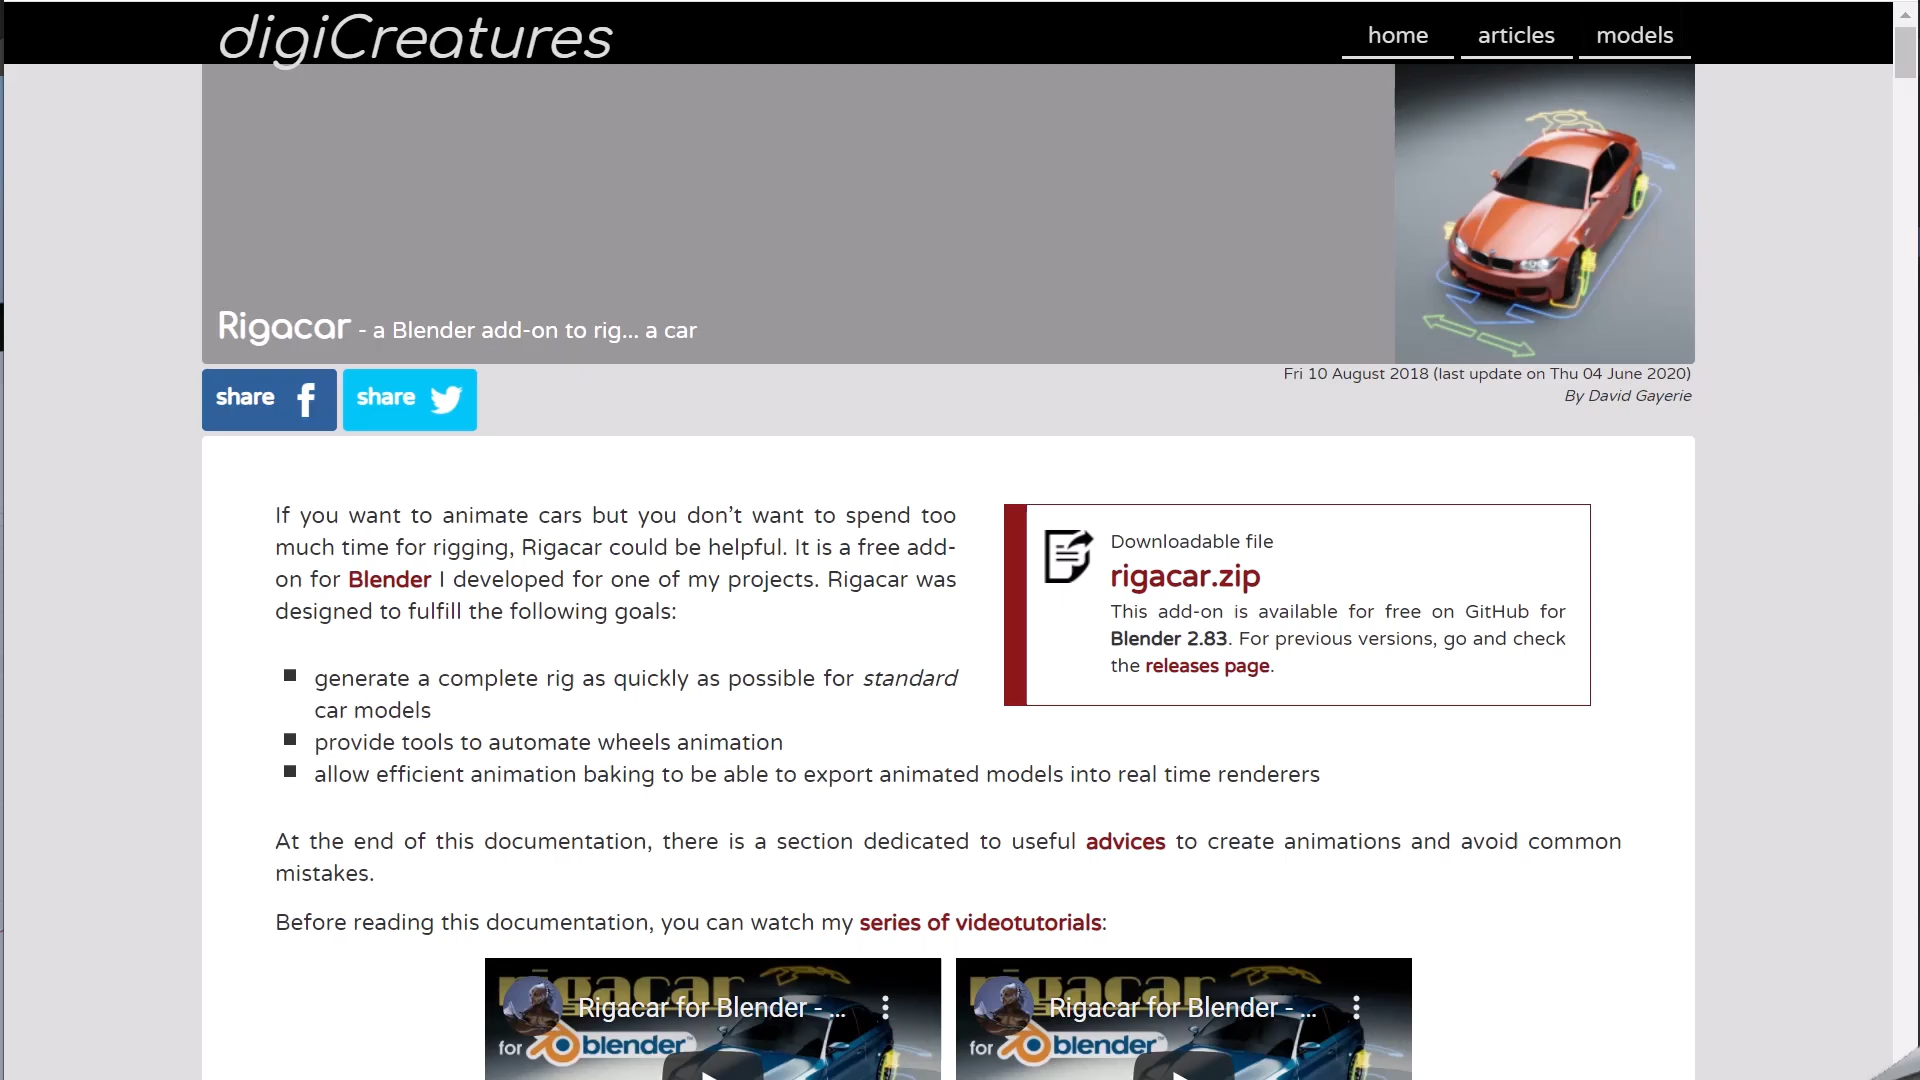 digiCreatures
home articles models
Rigacar - a Blender add-on to rig... a car
share share
Fri 10 August 2018 (last update on Thu 04 June 2020)
By David Gayerie
If you want to animate cars but you don’t want to spend too
much time for rigging, Rigacar could be helpful. It is a free add-
on for Blender I developed for one of my projects. Rigacar was
designed to fulfill the following goals:
Downloadable file
rigacar.zip
This add-on is available for free on GitHub for
Blender 2.83. For previous versions, go and check
the releases page.
generate a complete rig as quickly as possible for standard
car models
provide tools to automate wheels animation
allow efficient animation baking to be able to export animated models into real time renderers
At the end of this documentation, there is a section dedicated to useful advices to create animations and avoid common
mistakes.
Before reading this documentation, you can watch my series of videotutorials:
rigacar
Rigacar for Blender - ...
for blender
rigacar
Rigacar for Blender - ...
for blender